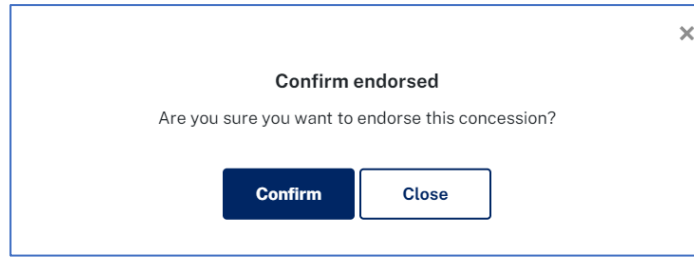 Confirm endorsed
Are you sure you want to endorse this concession?
Confirm Close